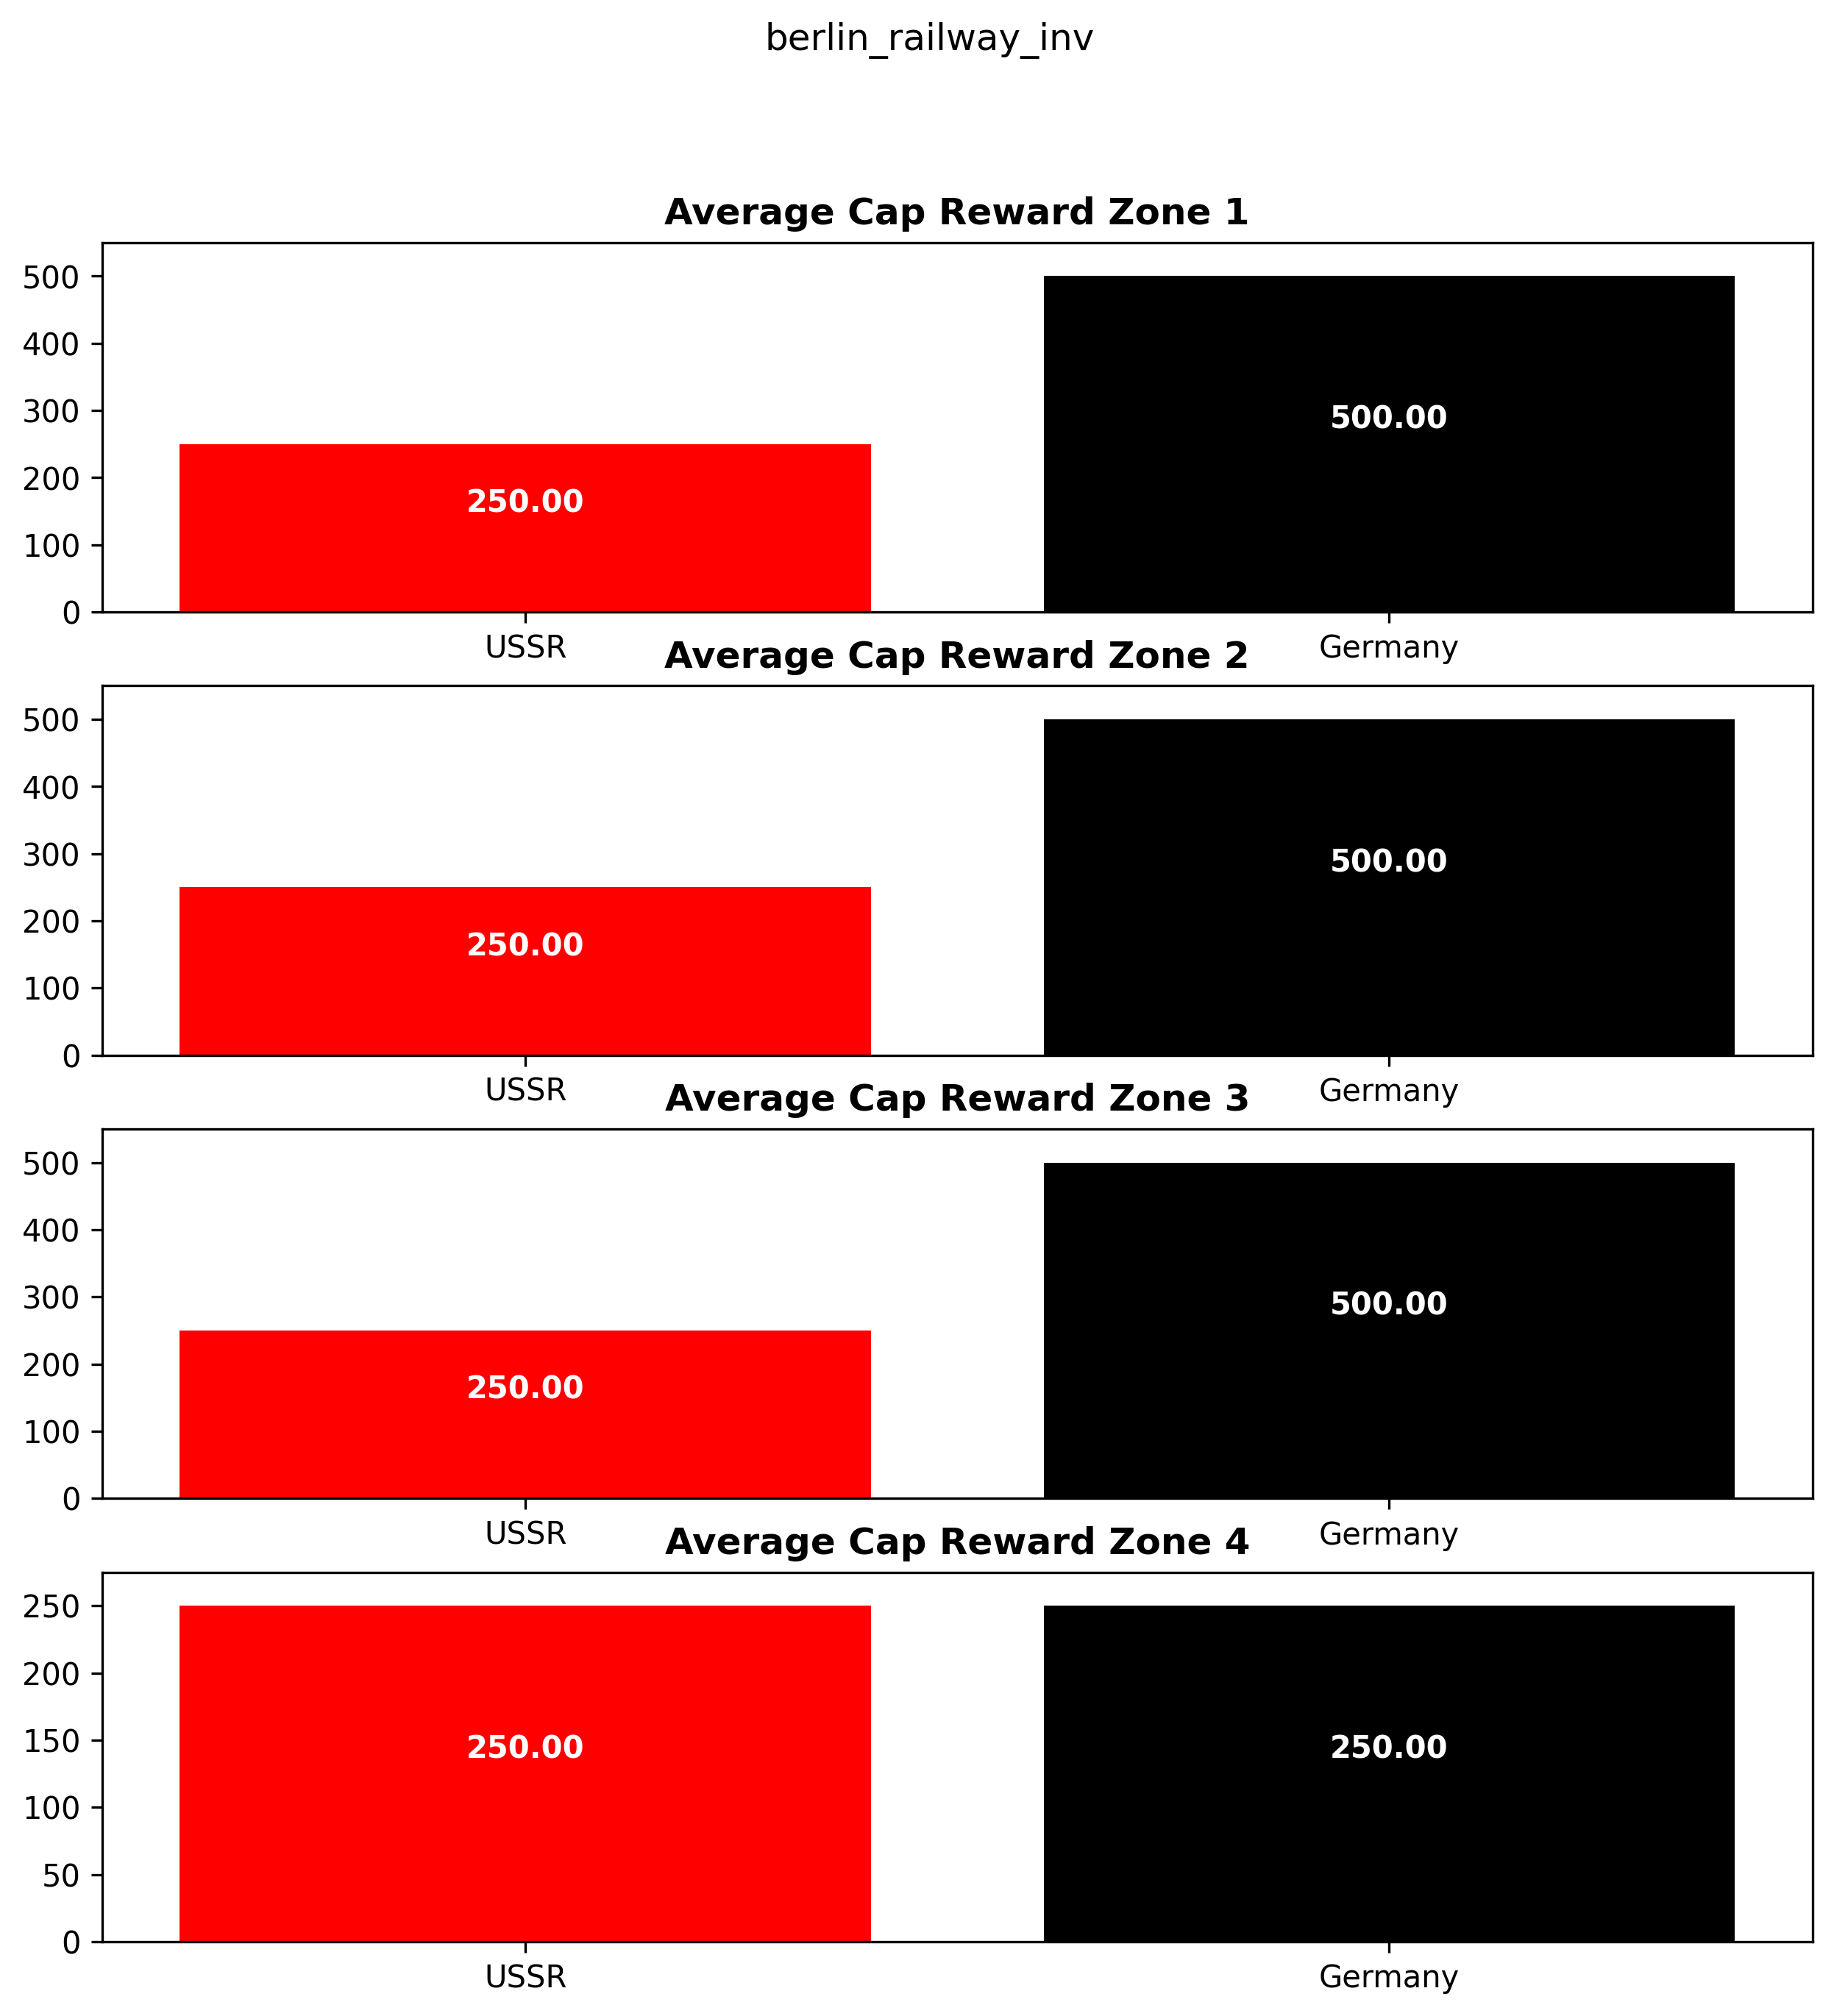 berlin_railway_inv
Average Cap Reward Zone 1
500
400
300
200
100
0
250.00
500.00
USSR
Germany
Average Cap Reward Zone 2
500
400
300
200
100
0
250.00
500.00
USSR
Germany
Average Cap Reward Zone 3
500
400
300
200
100
0
250.00
500.00
USSR
Germany
Average Cap Reward Zone 4
250
200
150
100
50
0
250.00
250.00
USSR
Germany